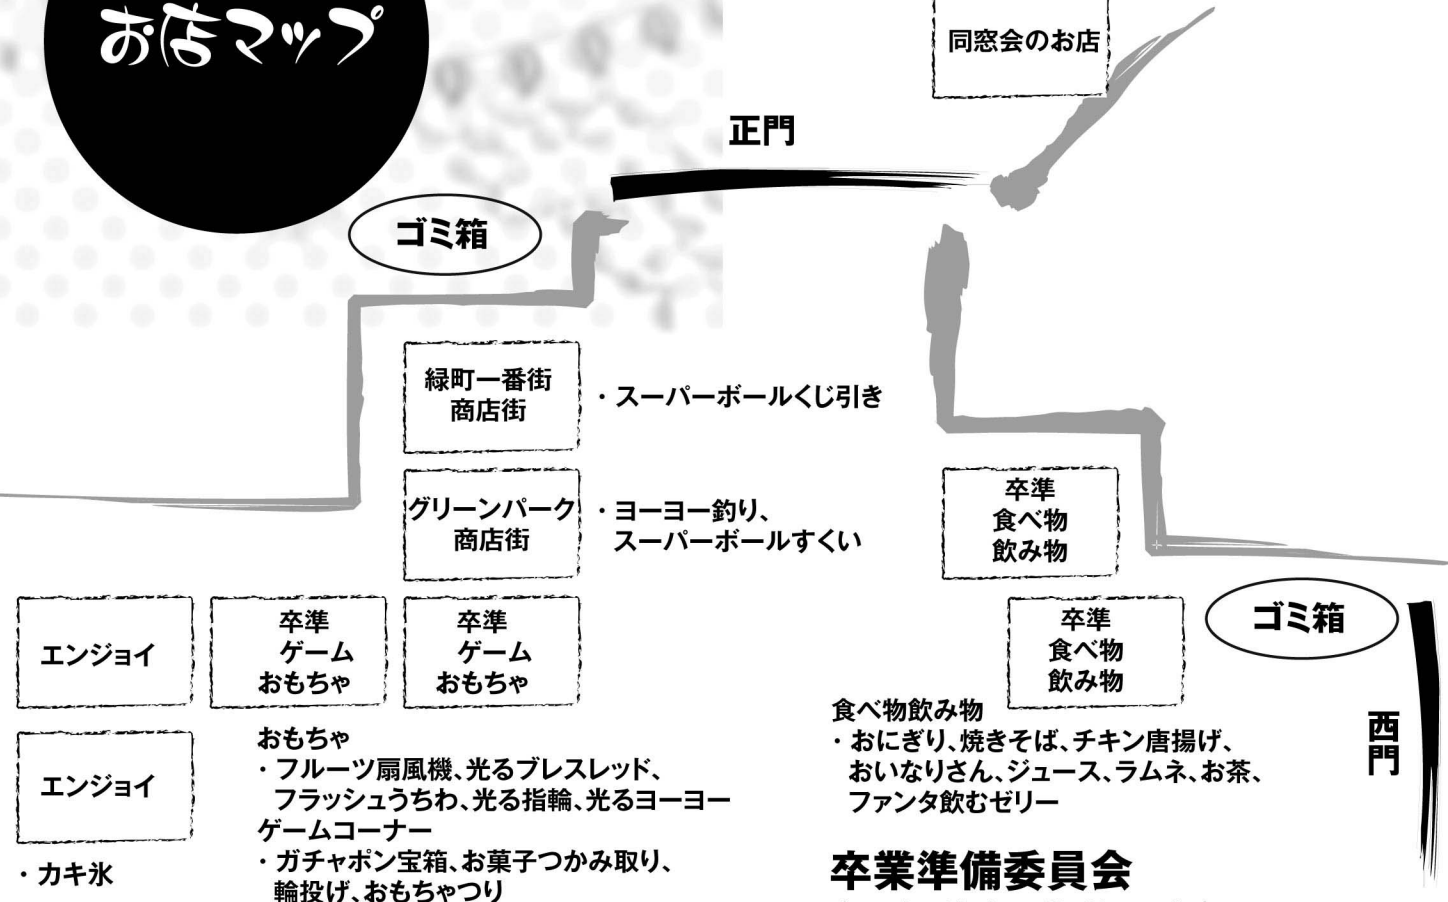 お店マップ
同窓会のお店
正門
ゴミ箱
緑町一番街
商店街
・スーパーボールくじ引き
グリーンパーク
商店街
・ヨーヨー釣り、
スーパーボールすくい
卒準
食べ物
飲み物
エンジョイ
卒準
ゲーム
おもちゃ
卒準
ゲーム
おもちゃ
卒準
食べ物
飲み物
ゴミ箱
西門
エンジョイ
・カキ氷
おもちゃ
・フルーツ扇風機、光るブレスレッド、
フラッシュうちわ、光る指輪、光るヨーヨー
ゲームコーナー
・ガチャポン宝箱、お菓子つかみ取り、
輪投げ、おもちゃつり
食べ物飲み物
・おにぎり、焼きそば、チキン唐揚げ、
おいなりさん、ジュース、ラムネ、お茶、
ファンタ飲むゼリー
卒業準備委員会